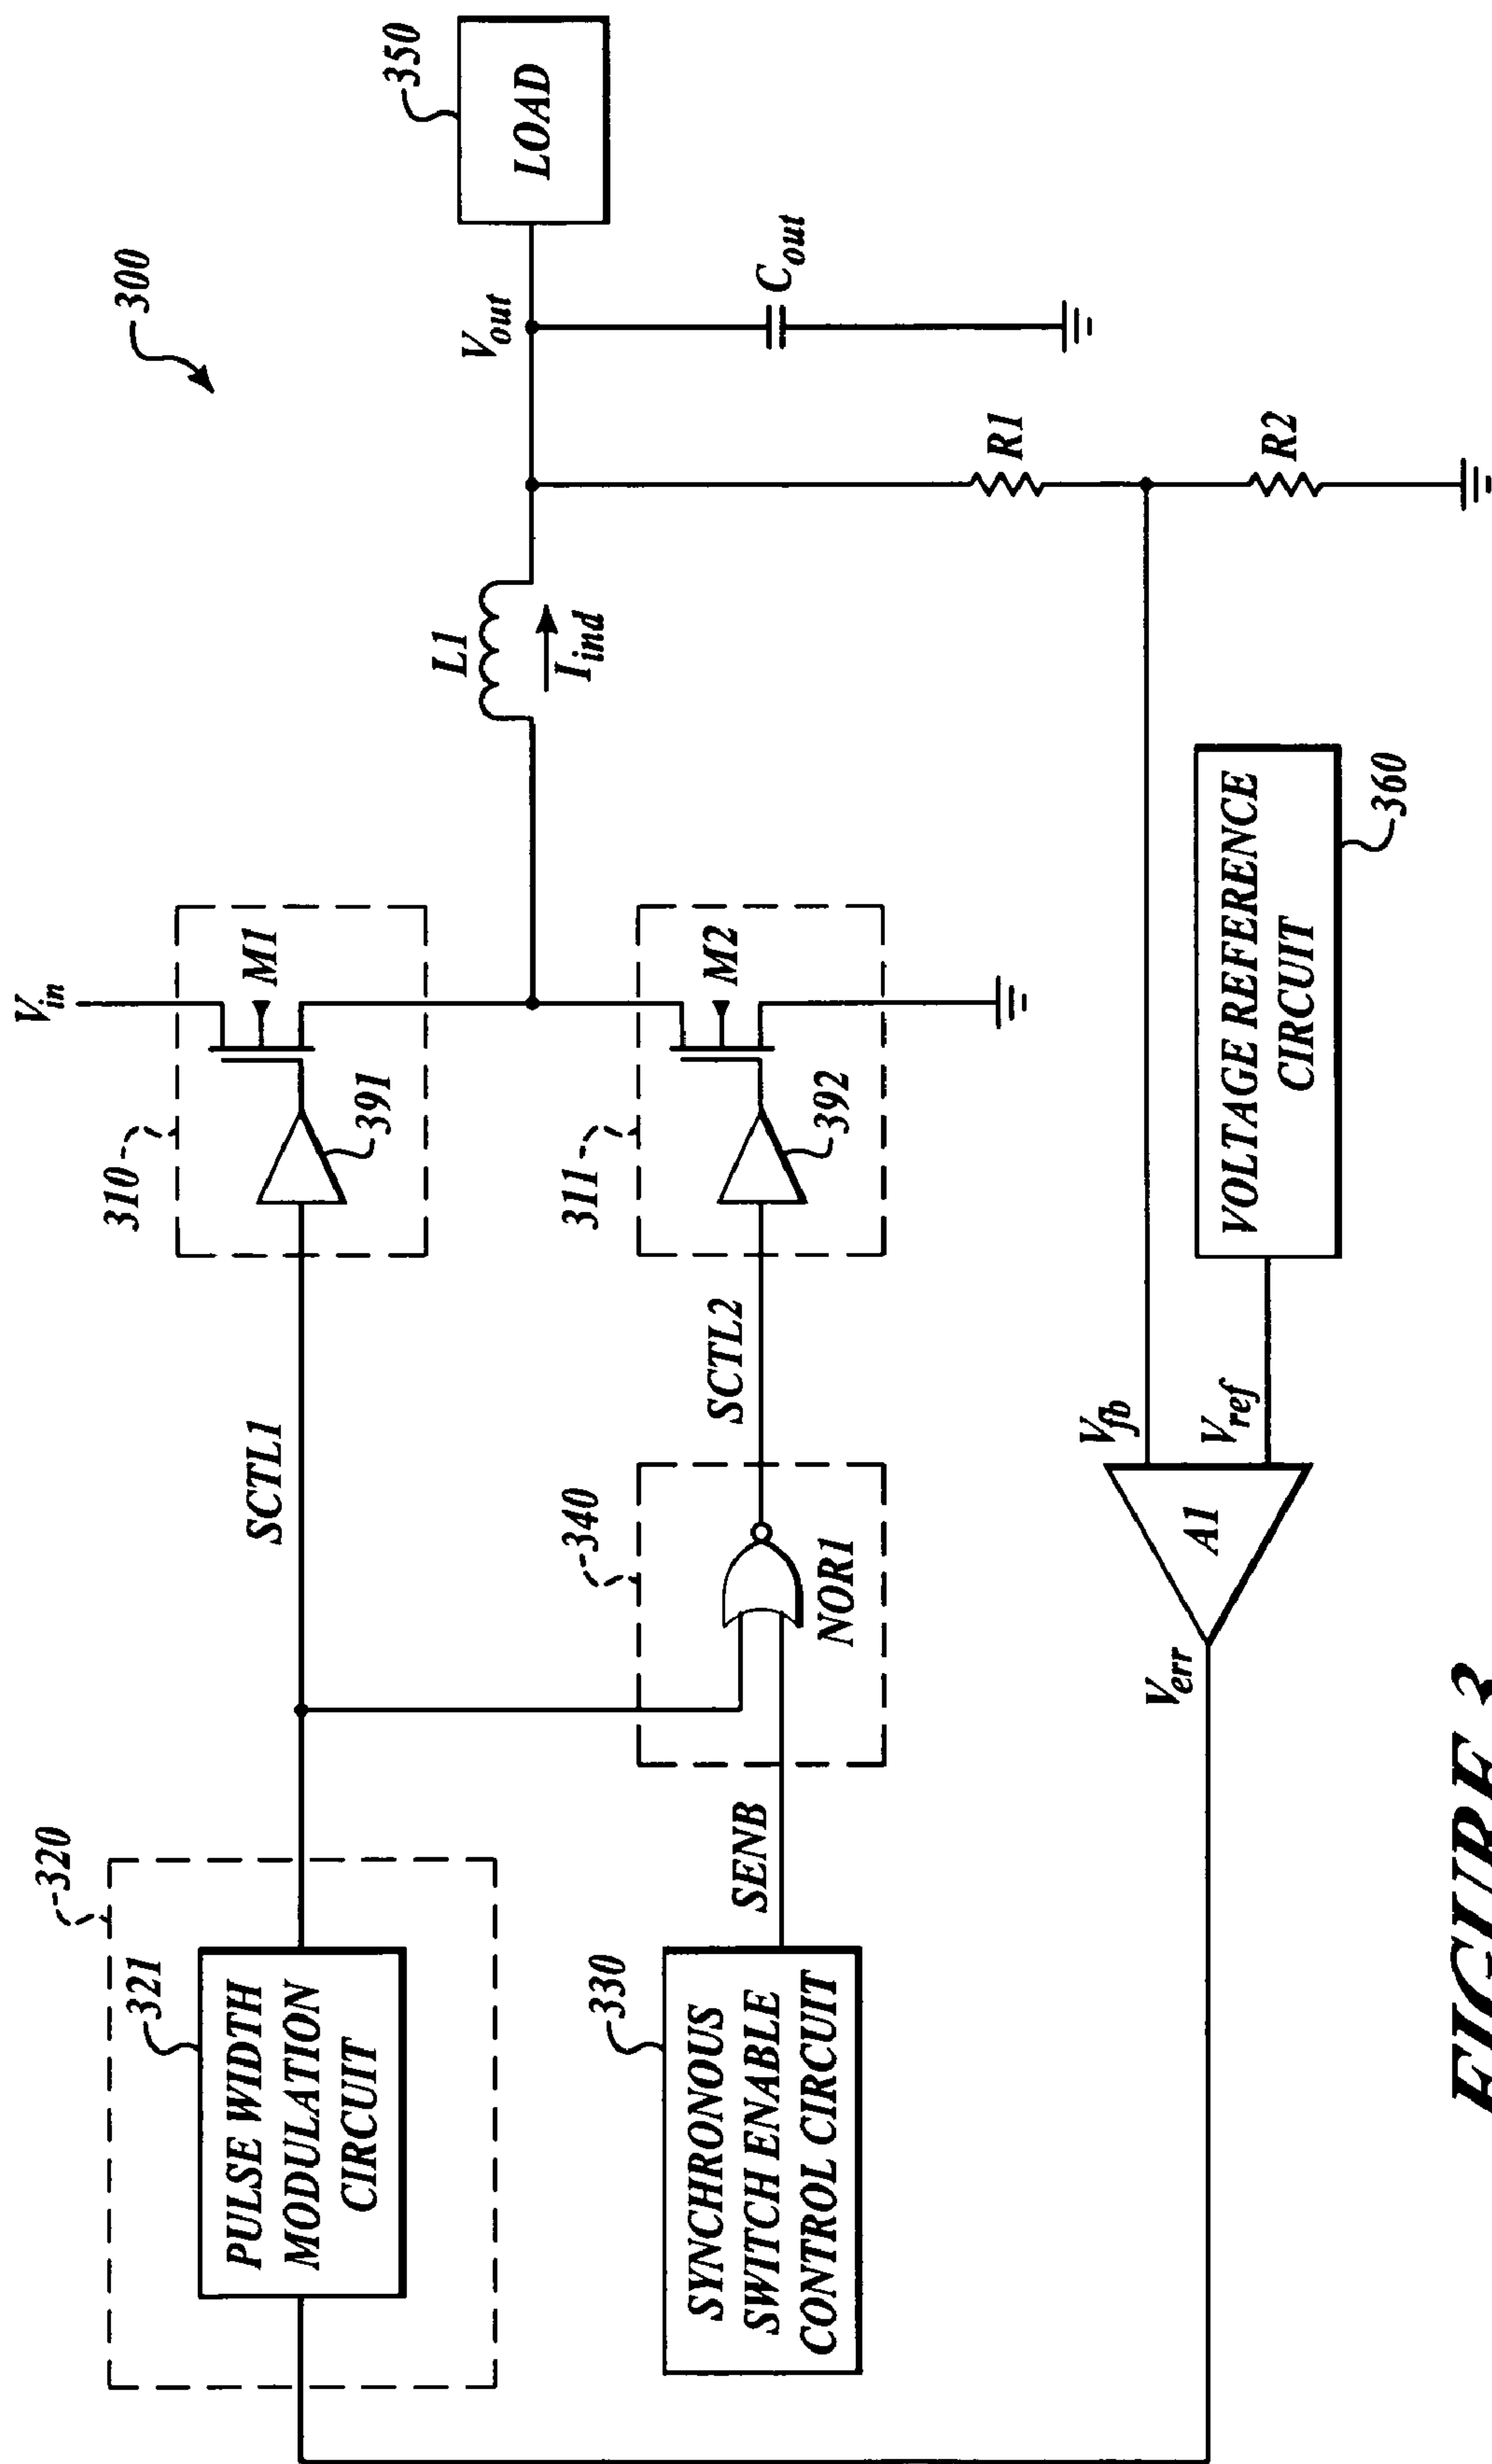 300
320
321
PULSE WIDTH
MODULATION
CIRCUIT
SCTL1
310
391
M1
V_in
L1
I_ind
V_out
350
LOAD
C_out
330
SYNCHRONOUS
SWITCH ENABLE
CONTROL CIRCUIT
SENB
340
NOR1
SCTL2
311
392
M2
R1
R2
V_err
A1
V_fb
V_ref
VOLTAGE REFERENCE
CIRCUIT
360
FIGURE 3